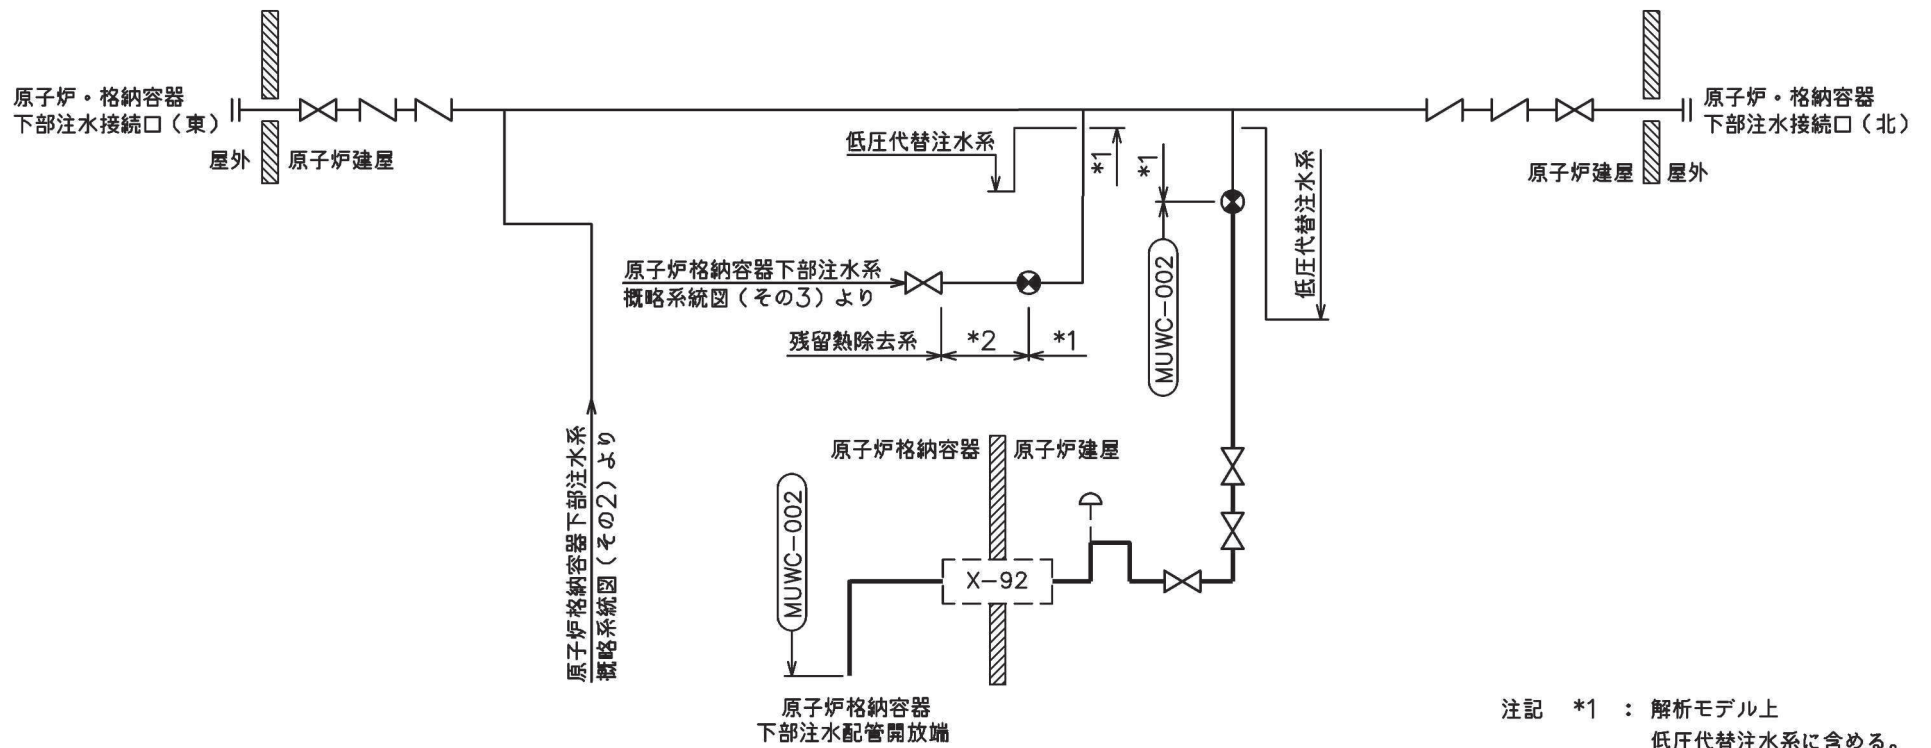 原子炉・格納容器
下部注水接続口（東）
屋外
原子炉建屋
低圧代替注水系
*1
*1
原子炉・格納容器
下部注水接続口（北）
原子炉建屋
屋外
低圧代替注水系
原子炉格納容器下部注水系
概略系統図（その3）より
残留熱除去系
*2
*1
MUWC-002
原子炉格納容器下部注水系
概略系統図（その2）より
原子炉格納容器
原子炉建屋
MUWC-002
X-92
原子炉格納容器
下部注水配管開放端
注記 *1 : 解析モデル上
低圧代替注水系に含める。